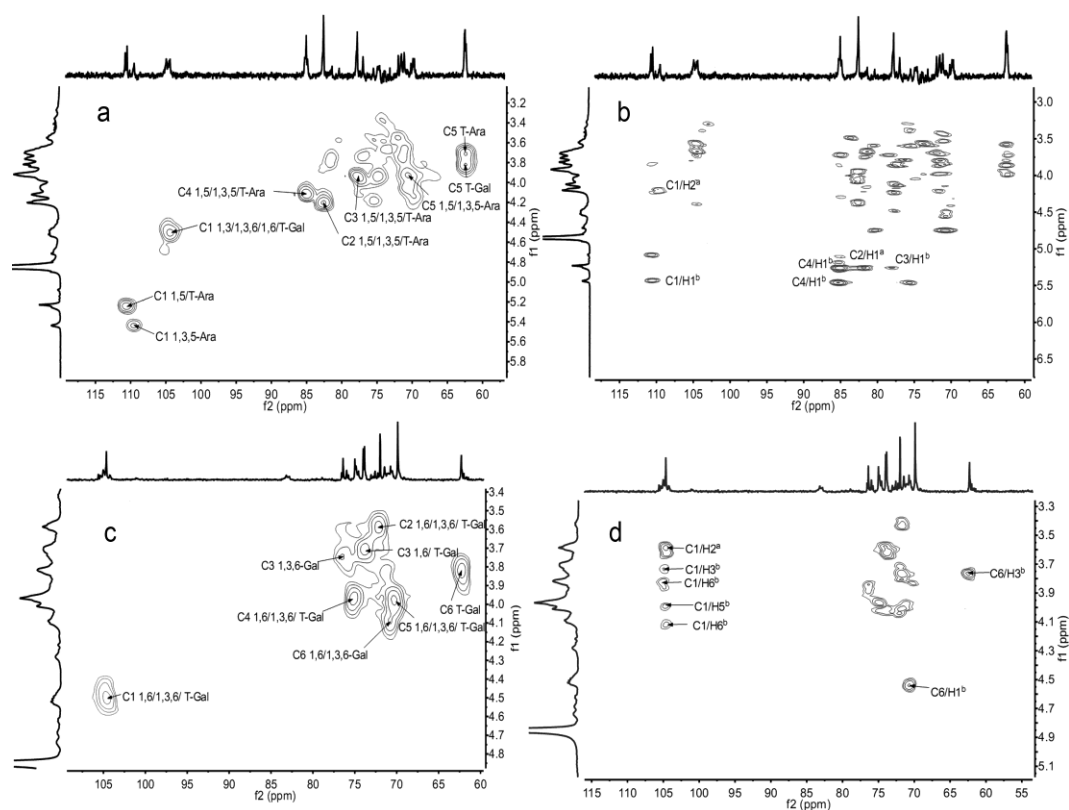 a
C5 T-Ara
C5 T-Gal
C4 1,5/1,3,5/T-Ara
C3 1,5/1,3,5/T-Ara
C5 1,5/1,3,5-Ara
C2 1,5/1,3,5/T-Ara
C1 1,3/1,3,6/1,6/T-Gal
C1 1,5/T-Ara
C1 1,3,5-Ara
3.2
3.4
3.6
3.8
4.0
4.2
4.4
4.6
4.8
5.0
5.2
5.4
5.6
5.8
f1 (ppm)
115 110 105 100 95 90 85 80 75 70 65 60
f2 (ppm)
b
C1/H2ᵃ
C4/H1ᵇ
C2/H1ᵃ
C3/H1ᵇ
C1/H1ᵇ
C4/H1ᵇ
3.0
3.5
4.0
4.5
5.0
5.5
6.0
6.5
f1 (ppm)
115 110 105 100 95 90 85 80 75 70 65 60
f2 (ppm)
c
C2 1,6/1,3,6/ T-Gal
C3 1,6/ T-Gal
C3 1,3,6-Gal
C6 T-Gal
C4 1,6/1,3,6/ T-Gal
C5 1,6/1,3,6/ T-Gal
C6 1,6/1,3,6-Gal
C1 1,6/1,3,6/ T-Gal
3.4
3.5
3.6
3.7
3.8
3.9
4.0
4.1
4.2
4.3
4.4
4.5
4.6
4.7
4.8
f1 (ppm)
105 100 95 90 85 80 75 70 65 60
f2 (ppm)
d
C1/H2ᵃ
C1/H3ᵇ
C1/H6ᵇ
C6/H3ᵇ
C1/H5ᵇ
C1/H6ᵇ
C6/H1ᵇ
3.3
3.5
3.7
3.9
4.1
4.3
4.5
4.7
4.9
5.1
f1 (ppm)
115 110 105 100 95 90 85 80 75 70 65 60 55
f2 (ppm)